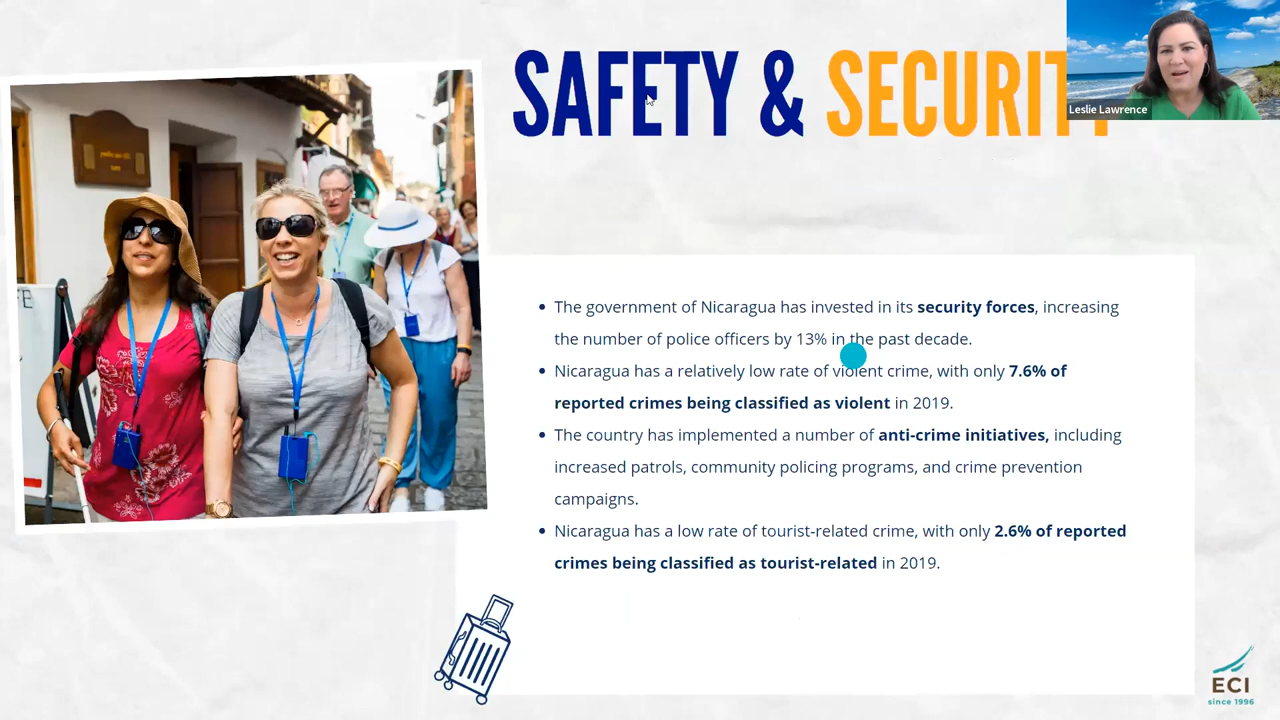 SAFETY & SECURITY
Leslie Lawrence
The government of Nicaragua has invested in its security forces, increasing
the number of police officers by 13% in the past decade.
Nicaragua has a relatively low rate of violent crime, with only 7.6% of
reported crimes being classified as violent in 2019.
The country has implemented a number of anti-crime initiatives, including
increased patrols, community policing programs, and crime prevention
campaigns.
Nicaragua has a low rate of tourist-related crime, with only 2.6% of reported
crimes being classified as tourist-related in 2019.
ECI
since 1996